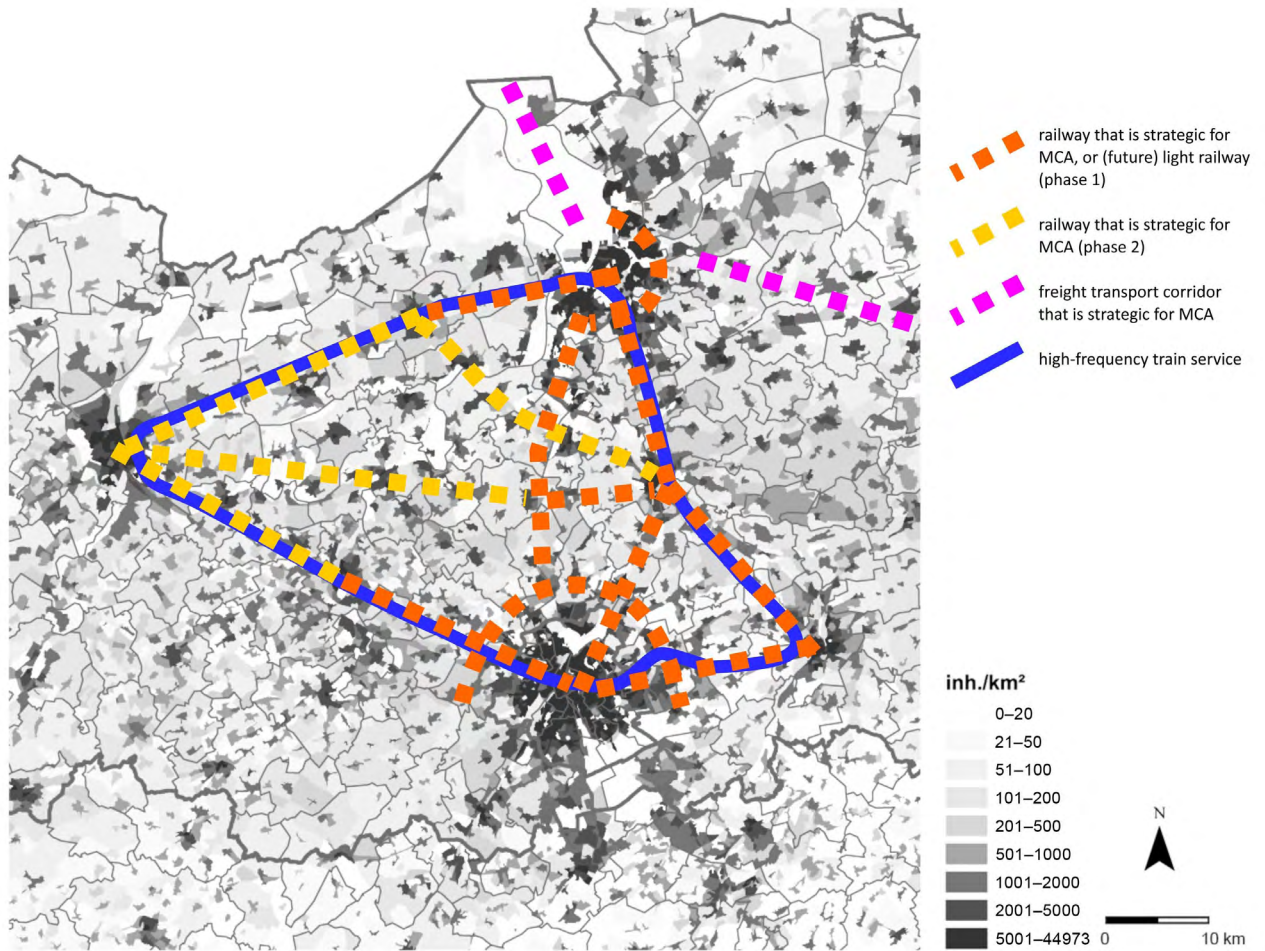 railway that is strategic for
MCA, or (future) light railway
(phase 1)
railway that is strategic for
MCA (phase 2)
freight transport corridor
that is strategic for MCA
high-frequency train service
inh./km²
0–20
21–50
51–100
101–200
201–500
501–1000
1001–2000
2001–5000
5001–44973
N
0 10 km